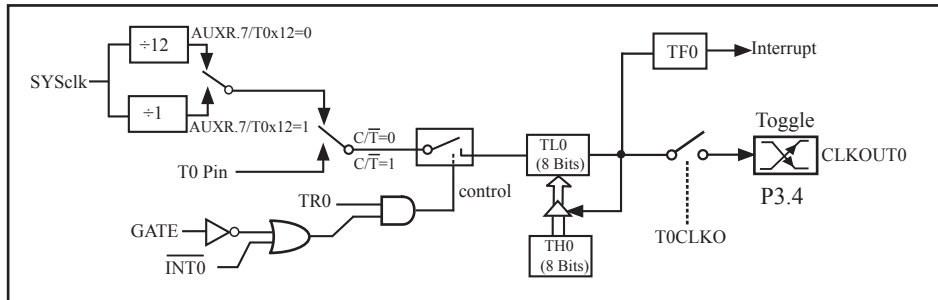 AUXR.7/T0x12=0
÷12
SYSclk
÷1
AUXR.7/T0x12=1
T0 Pin
C/T̅=0
C/T̅=1
control
TR0
GATE
I̅N̅T̅0̅
TL0
(8 Bits)
TH0
(8 Bits)
TF0
Interrupt
Toggle
CLKOUT0
P3.4
T0CLKO